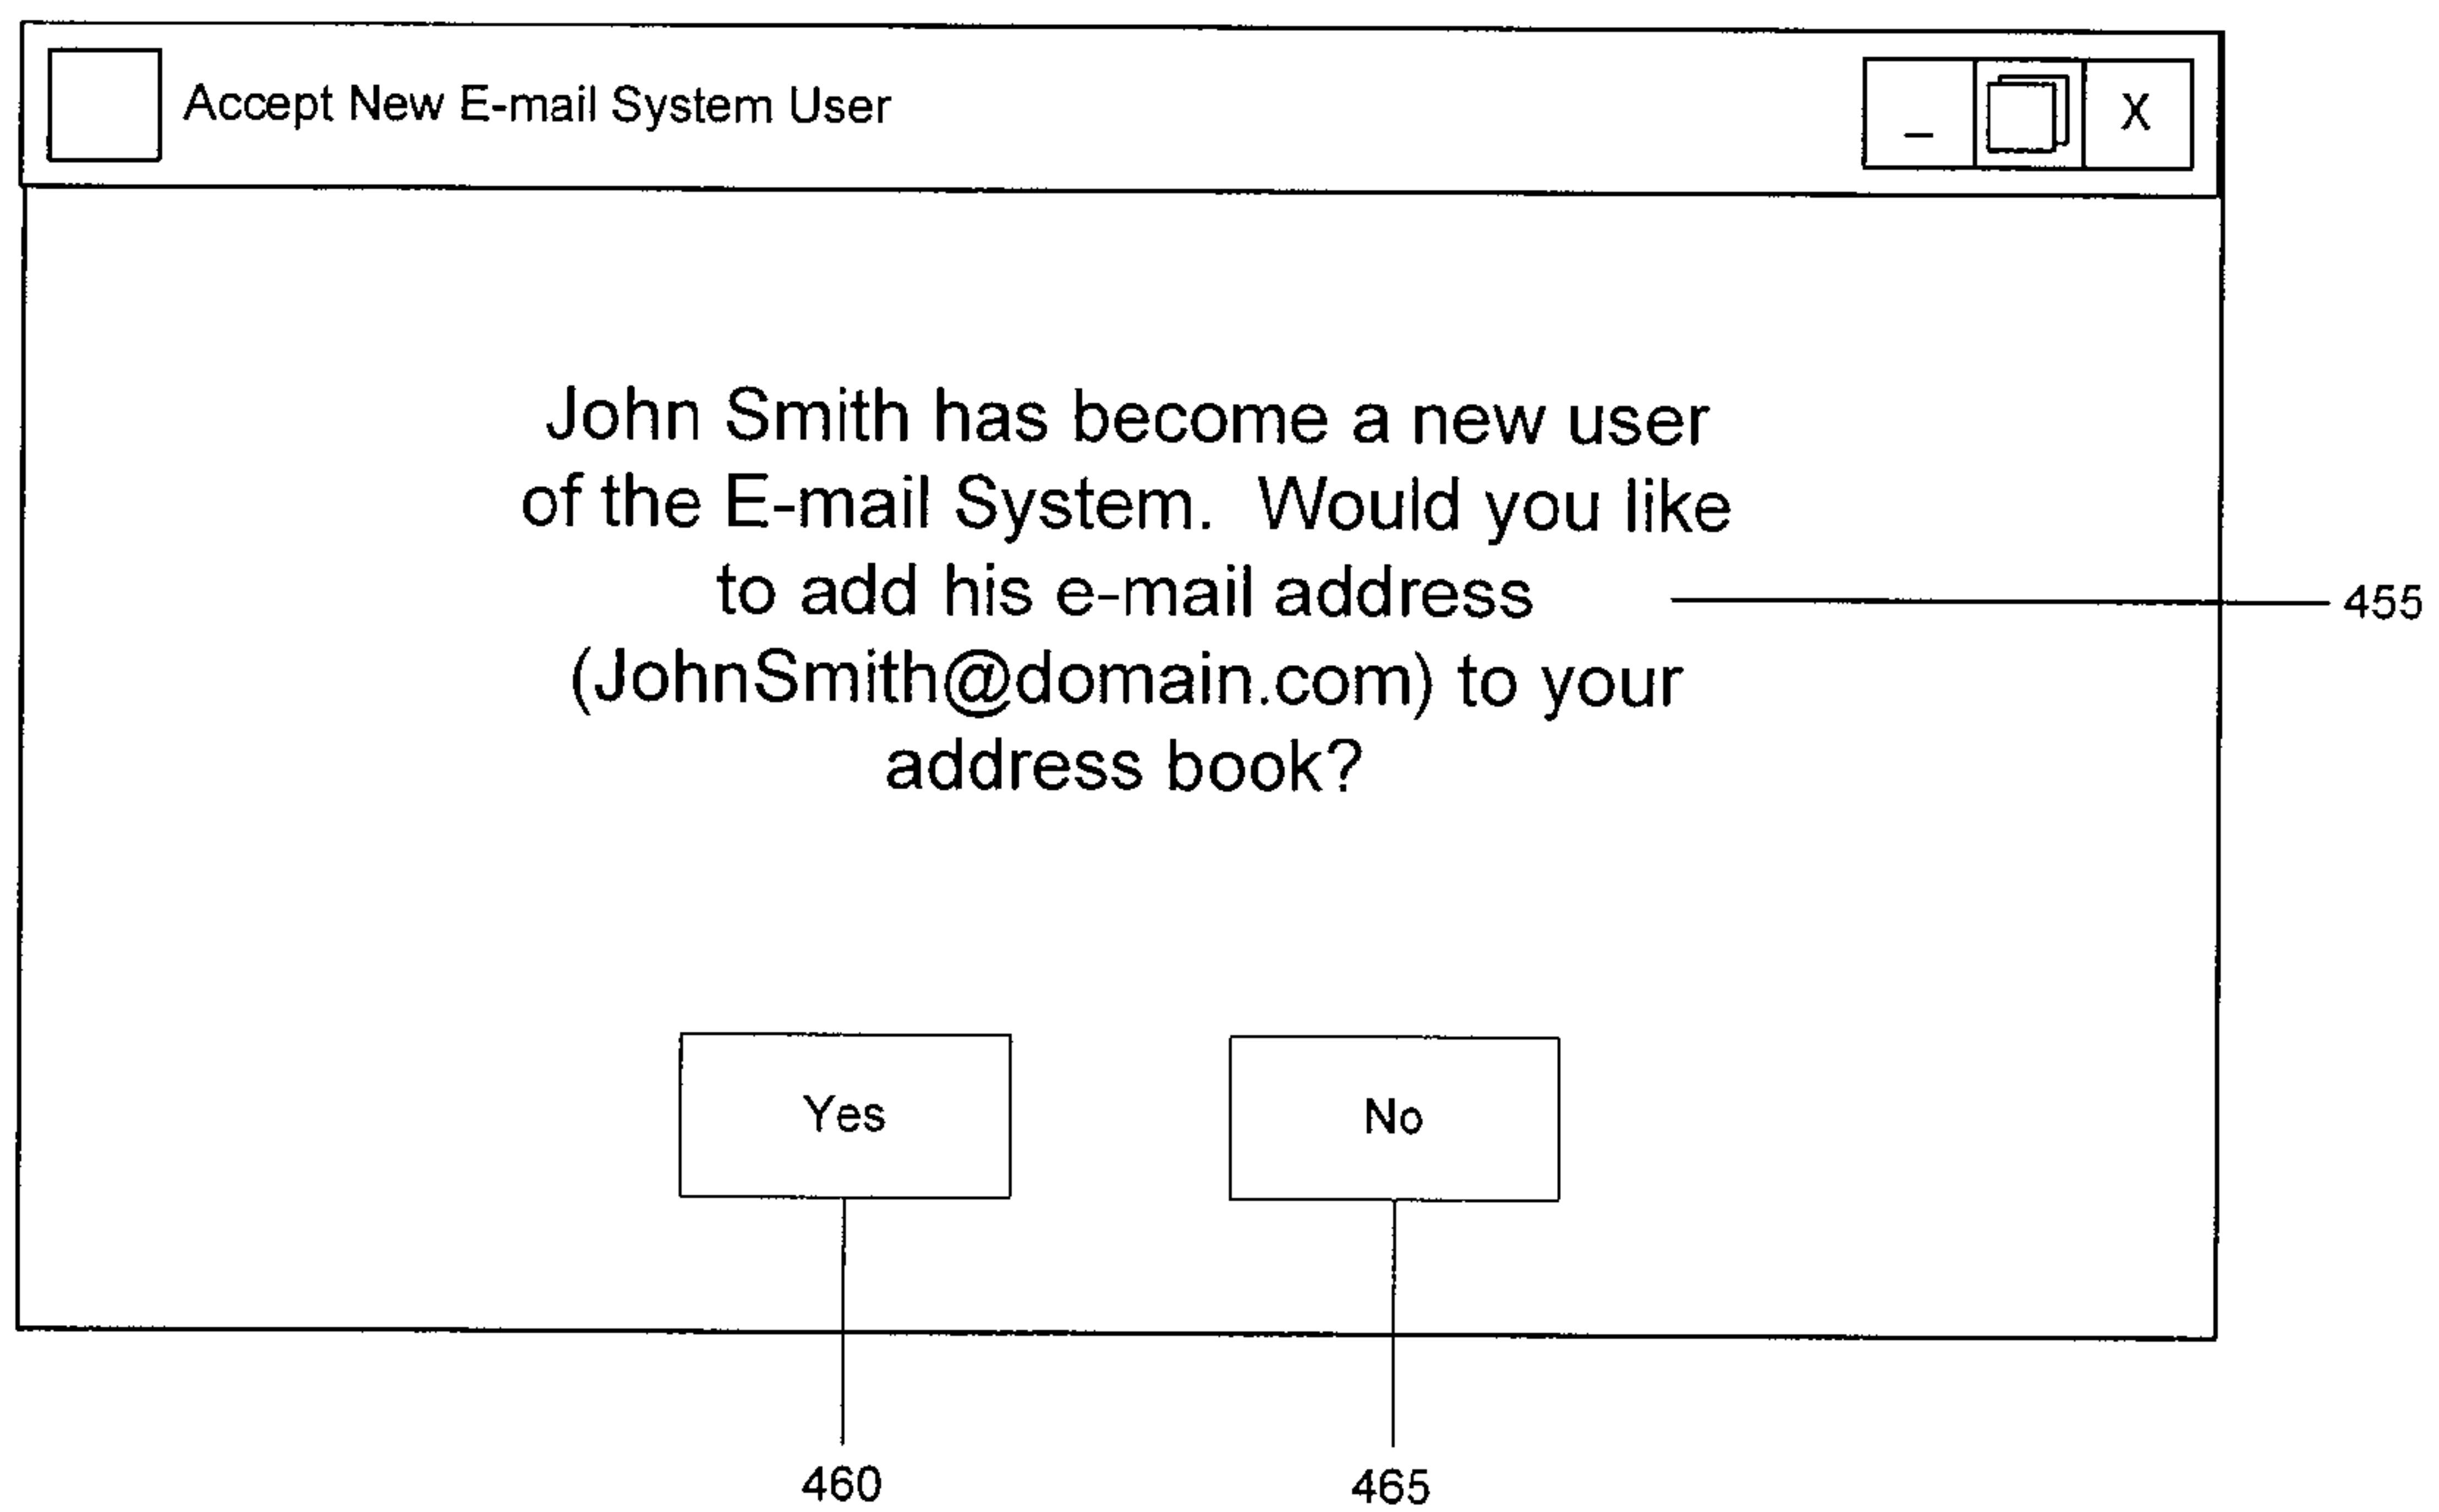 Accept New E-mail System User
_
X
John Smith has become a new user
of the E-mail System.  Would you like
to add his e-mail address
455
(JohnSmith@domain.com) to your
address book?
Yes
No
460
465